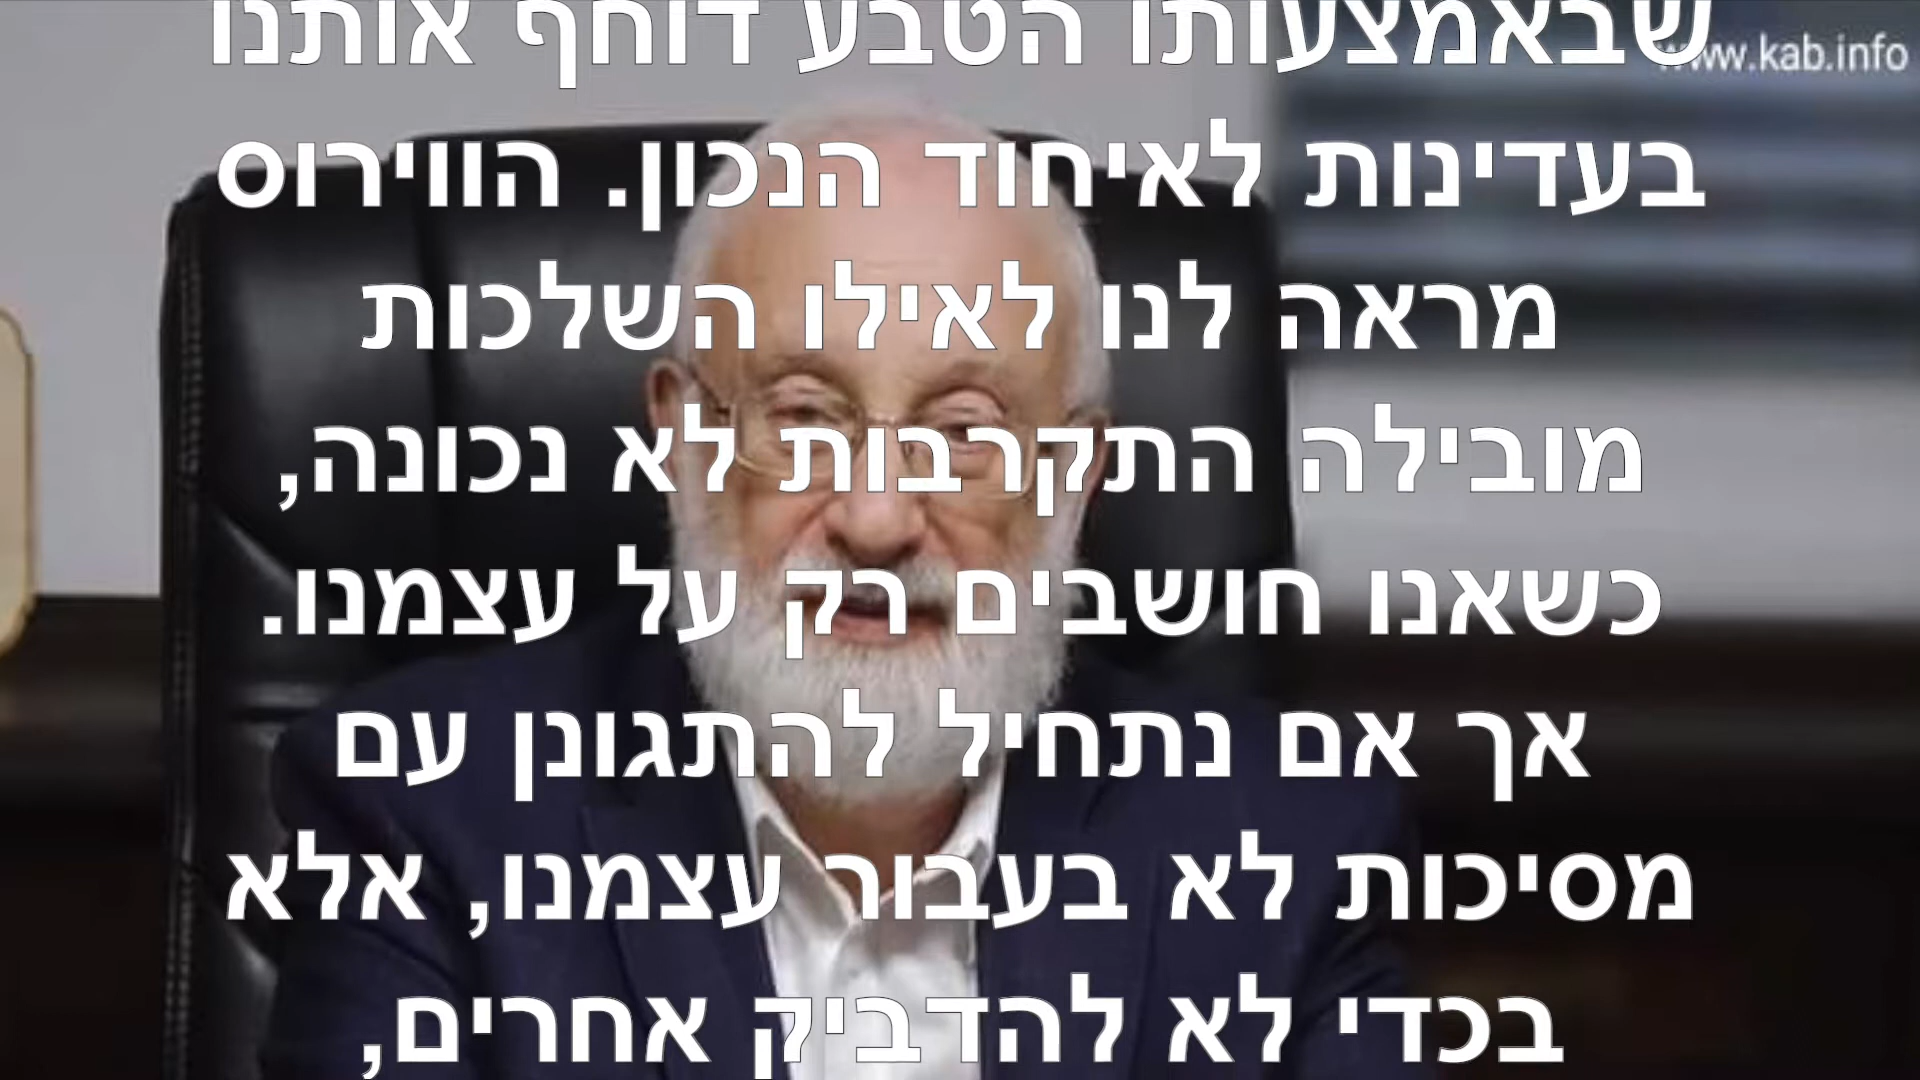 שבאמצעותו הטבע דוחף אותנו
www.kab.info
בעדינות לאיחוד הנכון. הווירוס
מראה לנו לאילו השלכות
מובילה התקרבות לא נכונה,
כשאנו חושבים רק על עצמנו.
אך אם נתחיל להתגונן עם
מסיכות לא בעבור עצמנו, אלא
בכדי לא להדביק אחרים,